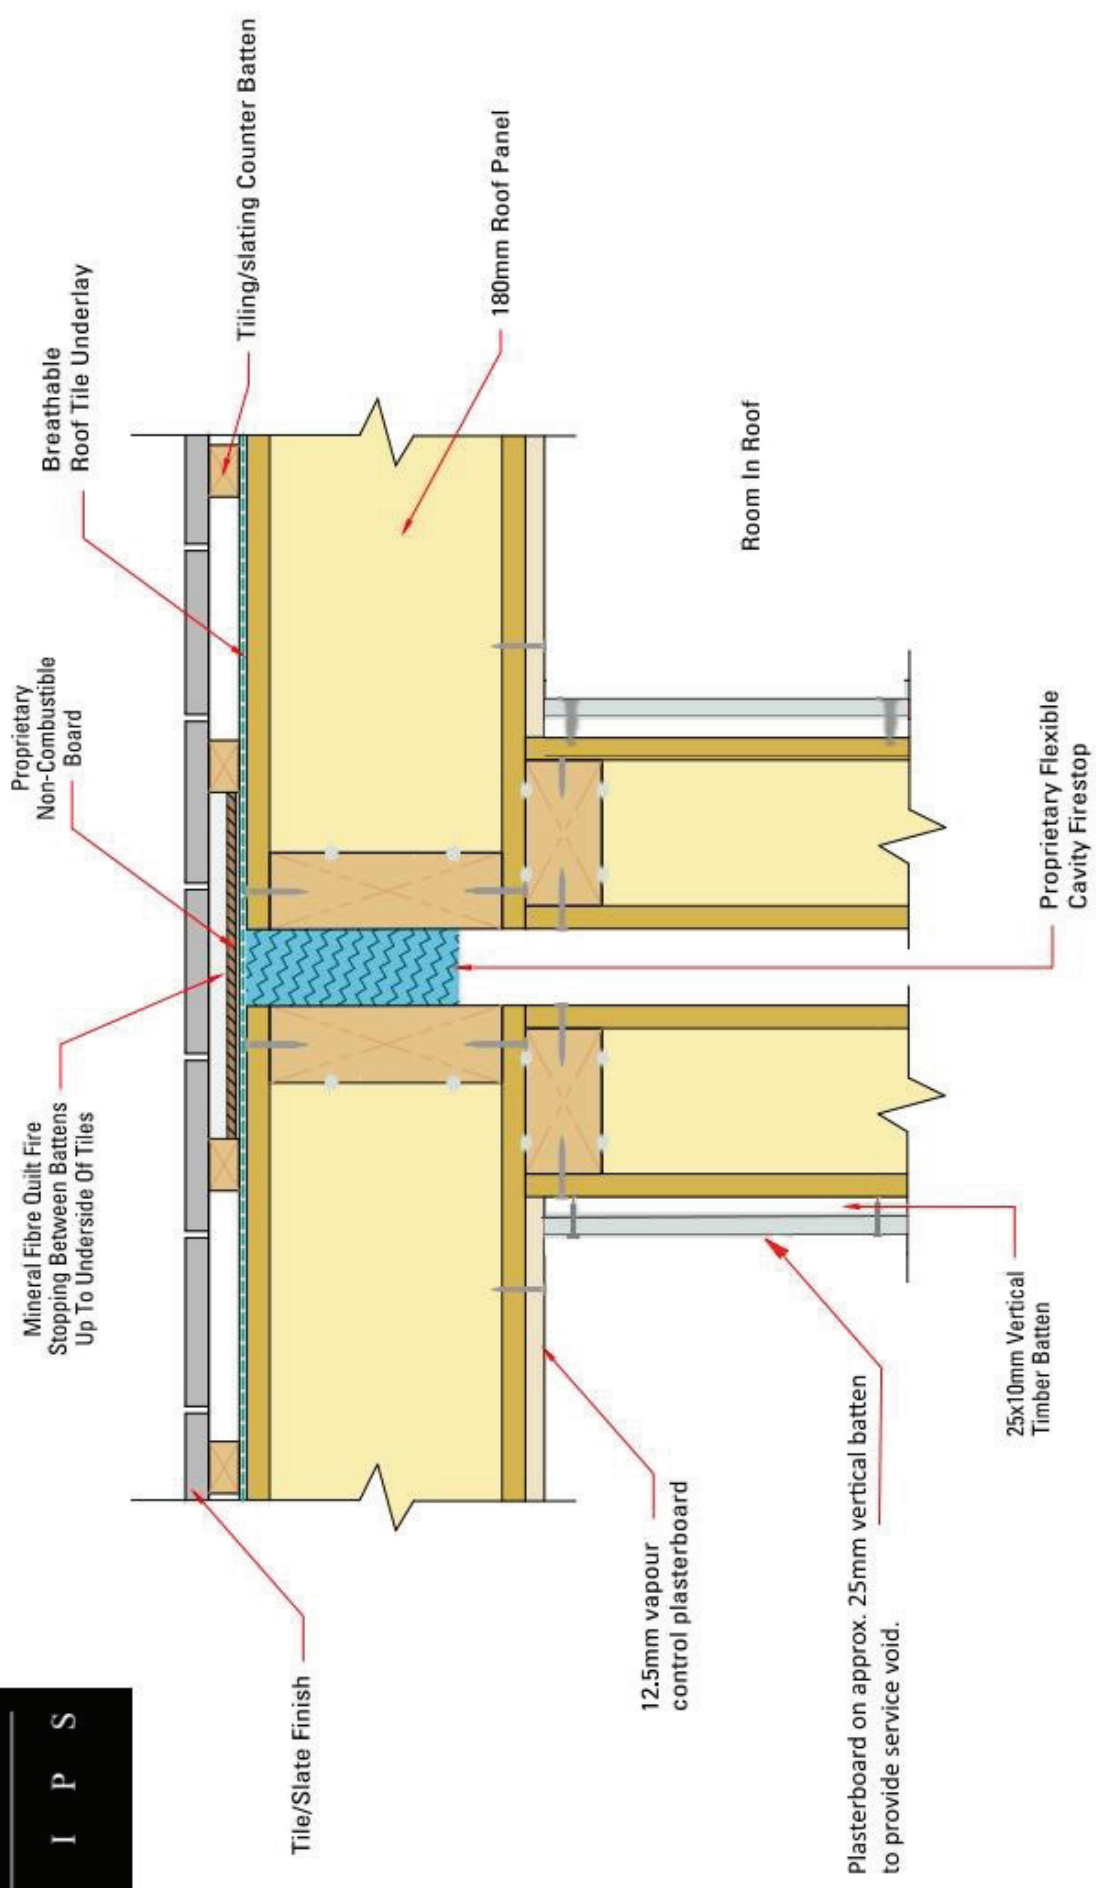 I P S
Mineral Fibre Quilt Fire
Stopping Between Battens
Up To Underside Of Tiles
Proprietary
Non-Combustible
Board
Breathable
Roof Tile Underlay
Tiling/slating Counter Batten
Tile/Slate Finish
180mm Roof Panel
12.5mm vapour
control plasterboard
Room In Roof
Plasterboard on approx. 25mm vertical batten
to provide service void.
25x10mm Vertical
Timber Batten
Proprietary Flexible
Cavity Firestop